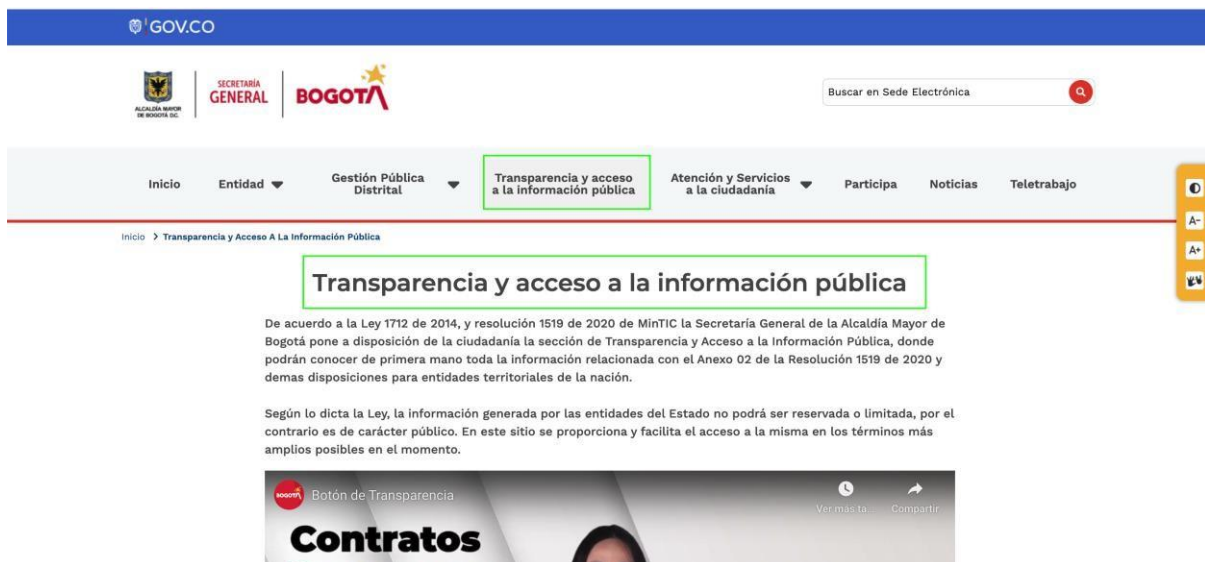 GOV.CO
ALCALDÍA MAYOR
DE BOGOTÁ D.C.
SECRETARÍA
GENERAL
BOGOTÁ
Buscar en Sede Electrónica
Inicio
Entidad
Gestión Pública
Distrital
Transparencia y acceso
a la información pública
Atención y Servicios
a la ciudadanía
Participa
Noticias
Teletrabajo
A-
A+
Inicio > Transparencia y Acceso A La Información Pública
Transparencia y acceso a la información pública
De acuerdo a la Ley 1712 de 2014, y resolución 1519 de 2020 de MinTIC la Secretaría General de la Alcaldía Mayor de
Bogotá pone a disposición de la ciudadanía la sección de Transparencia y Acceso a la Información Pública, donde
podrán conocer de primera mano toda la información relacionada con el Anexo 02 de la Resolución 1519 de 2020 y
demas disposiciones para entidades territoriales de la nación.
Según lo dicta la Ley, la información generada por las entidades del Estado no podrá ser reservada o limitada, por el
contrario es de carácter público. En este sitio se proporciona y facilita el acceso a la misma en los términos más
amplios posibles en el momento.
BOGOTÁ
Botón de Transparencia
Ver más ta...
Compartir
Contratos